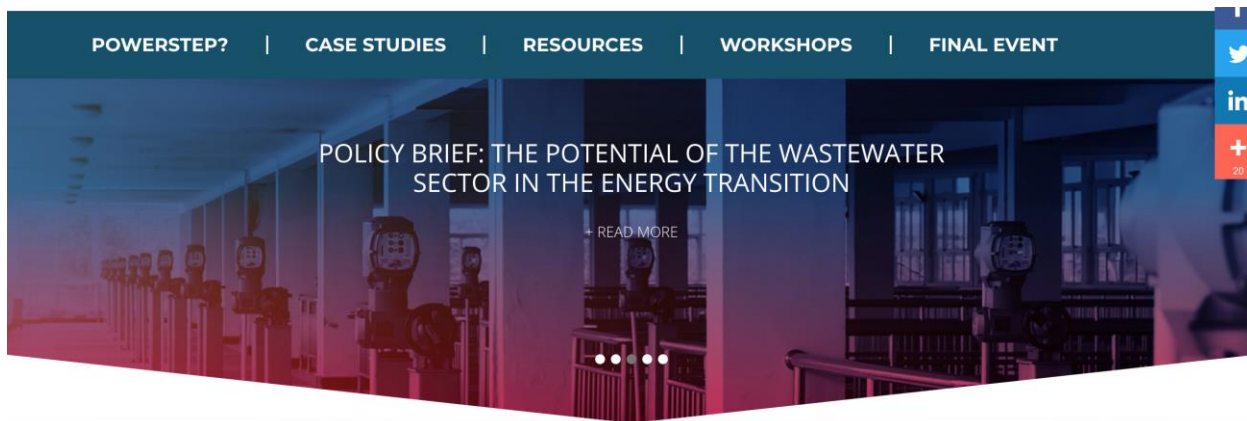 POWERSTEP? | CASE STUDIES | RESOURCES | WORKSHOPS | FINAL EVENT
POLICY BRIEF: THE POTENTIAL OF THE WASTEWATER
SECTOR IN THE ENERGY TRANSITION
+ READ MORE
in
+
20